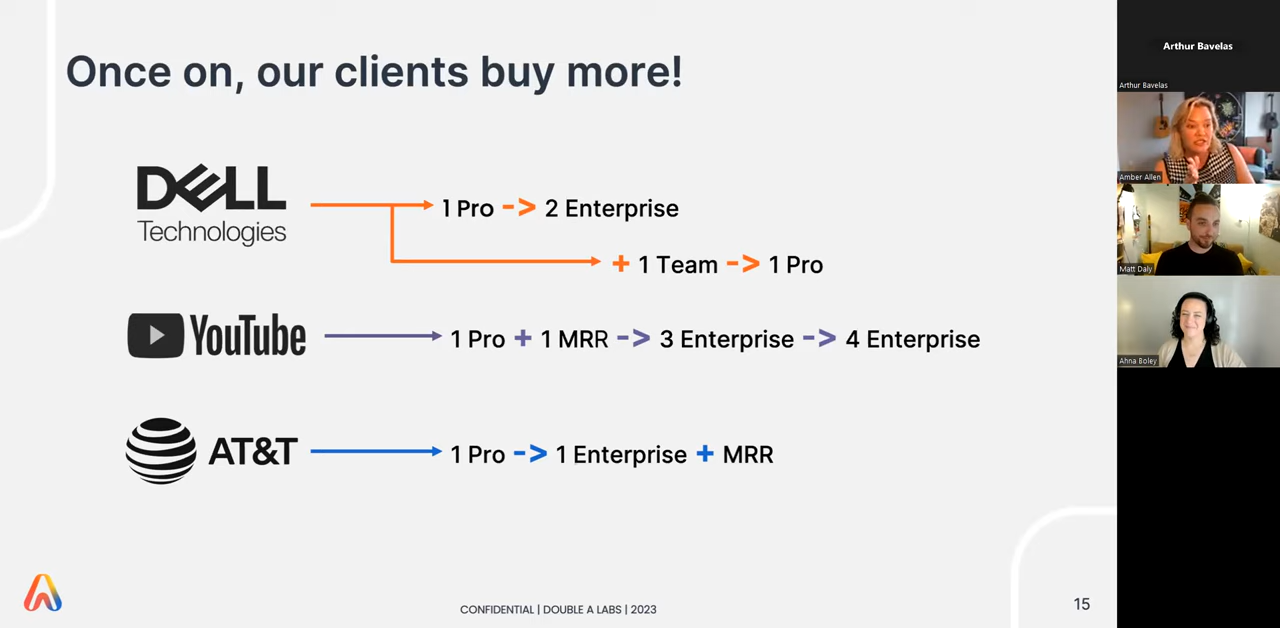 Once on, our clients buy more!
DELL
Technologies
1 Pro -> 2 Enterprise
+ 1 Team -> 1 Pro
YouTube
1 Pro + 1 MRR -> 3 Enterprise -> 4 Enterprise
AT&T
1 Pro -> 1 Enterprise + MRR
CONFIDENTIAL | DOUBLE A LABS | 2023
15
Arthur Bavelas
Arthur Bavelas
Amber Allen
Matt Daly
Ahna Boley